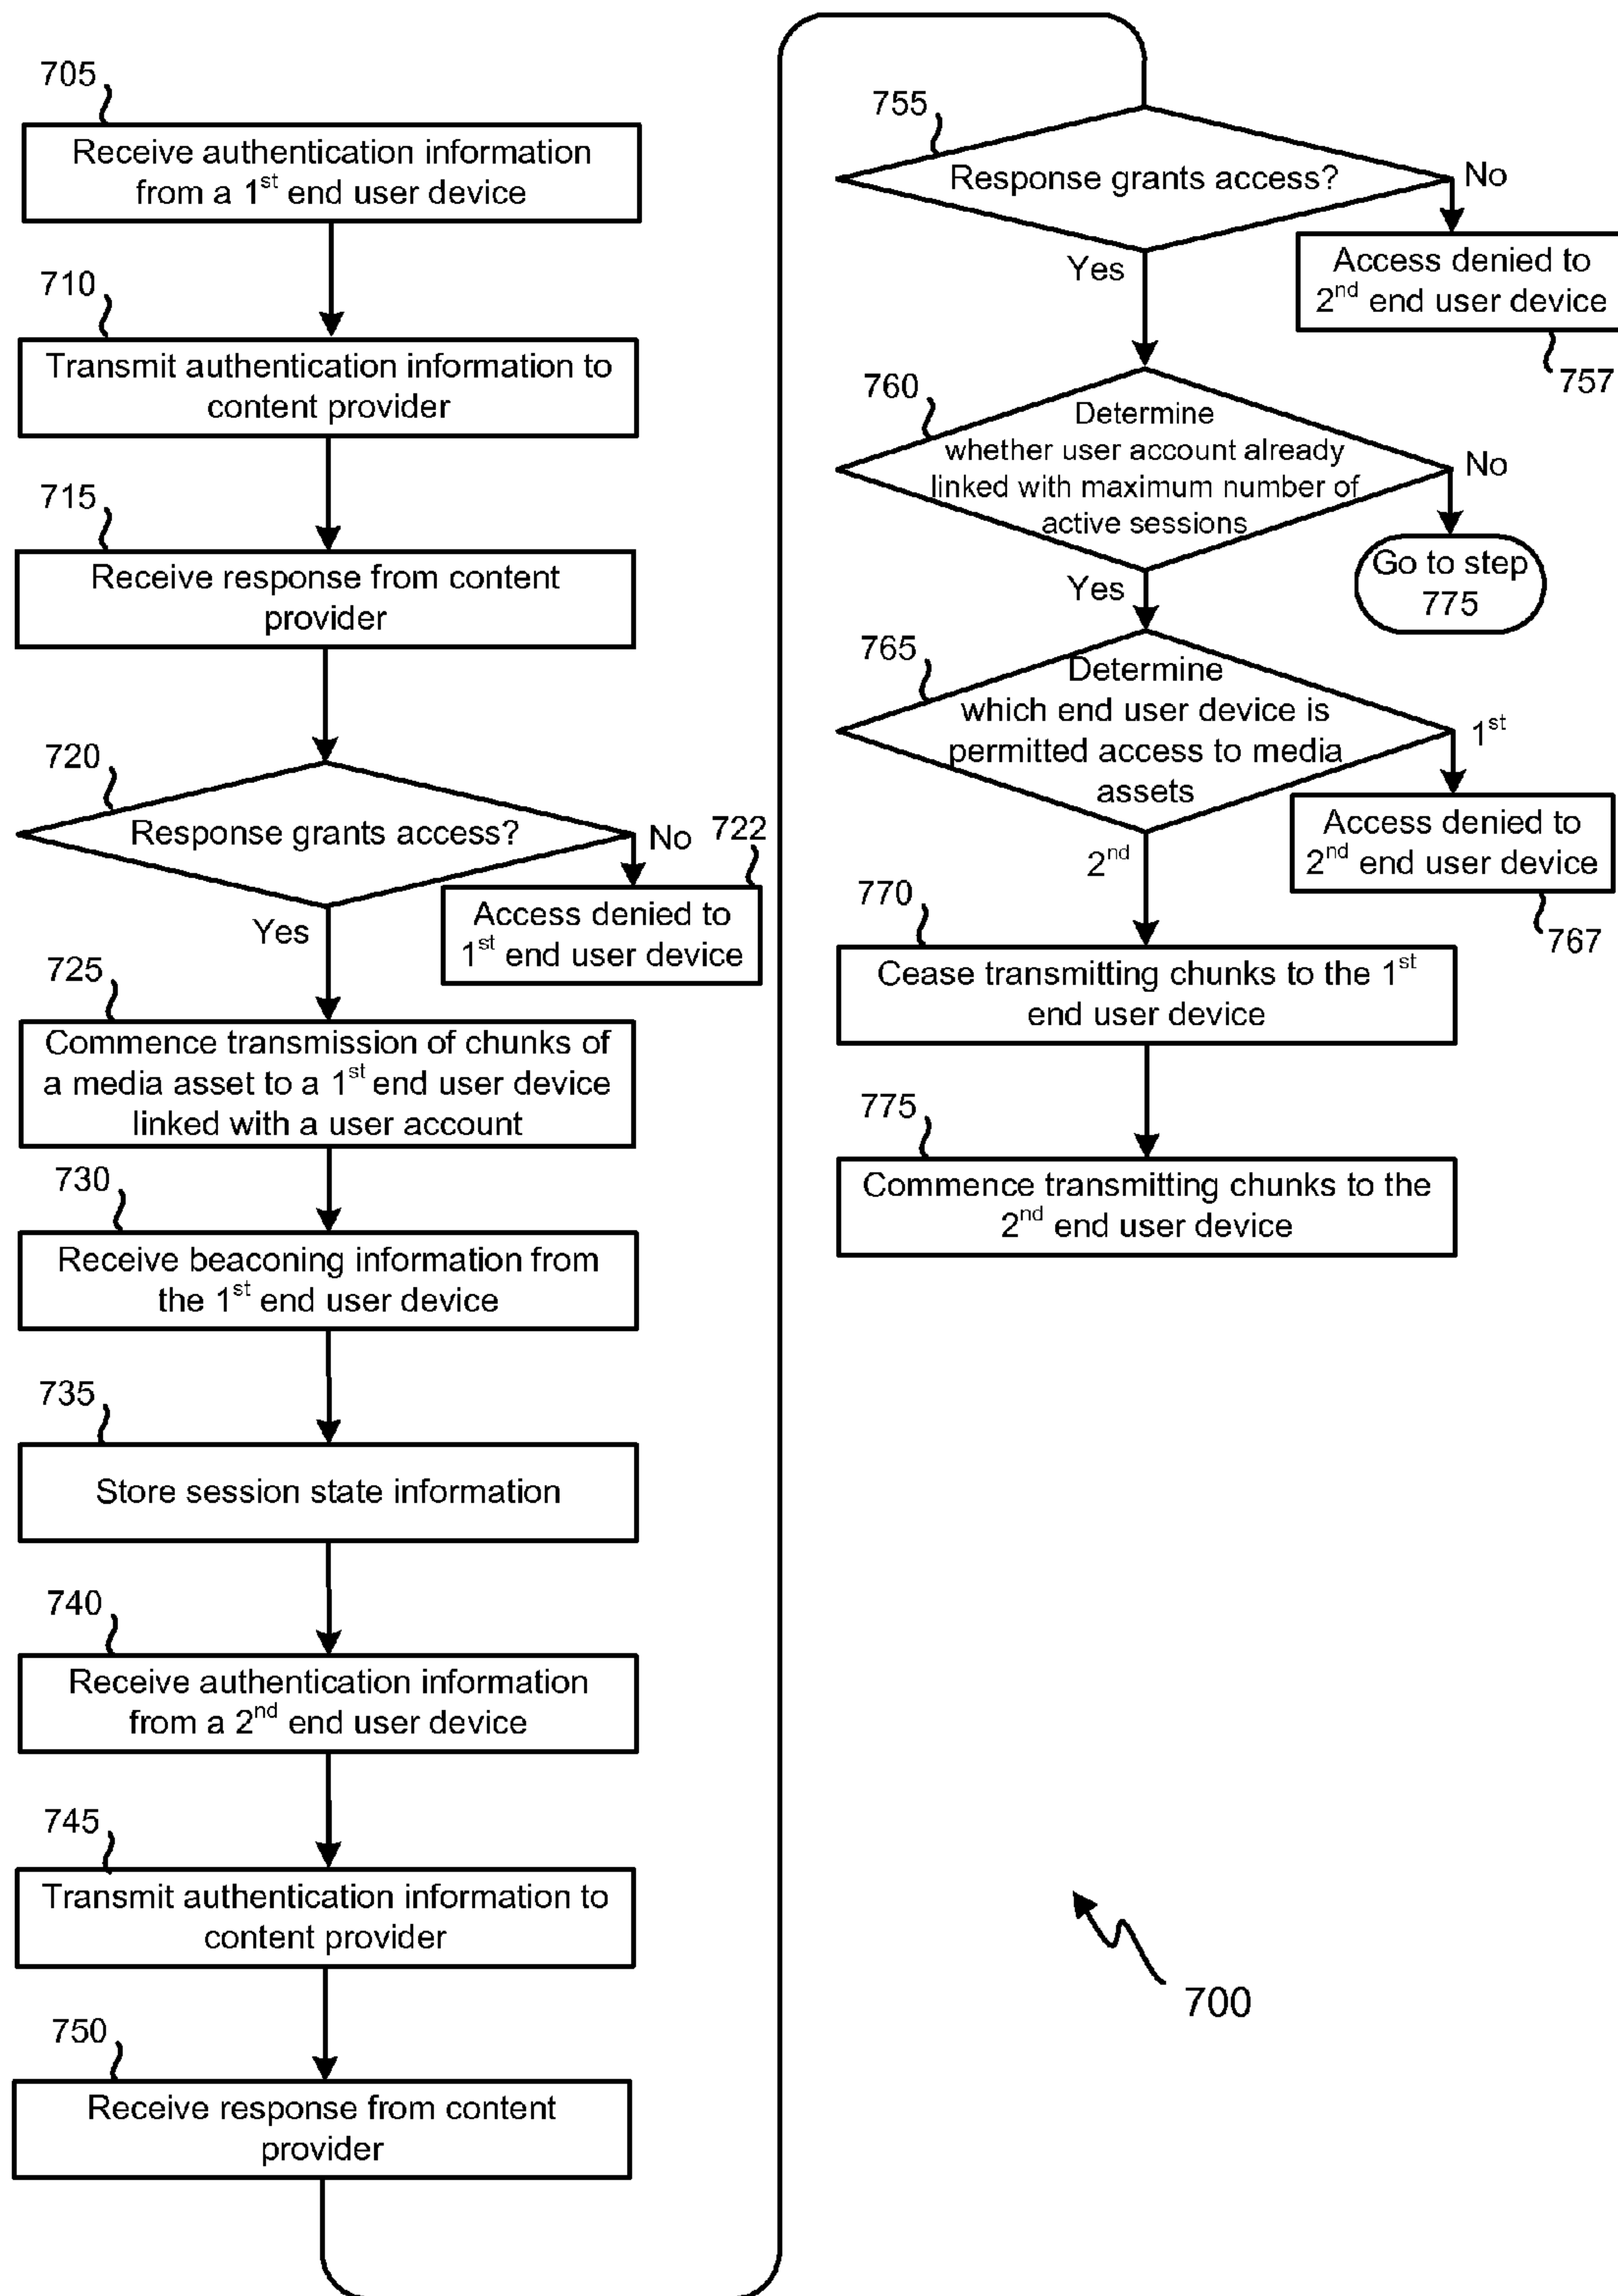 705
Receive authentication information
from a 1st end user device
710
Transmit authentication information to
content provider
715
Receive response from content
provider
720
Response grants access?
No
722
Access denied to
1st end user device
Yes
725
Commence transmission of chunks of
a media asset to a 1st end user device
linked with a user account
730
Receive beaconing information from
the 1st end user device
735
Store session state information
740
Receive authentication information
from a 2nd end user device
745
Transmit authentication information to
content provider
750
Receive response from content
provider
755
Response grants access?
No
Access denied to
2nd end user device
757
Yes
760
Determine
whether user account already
linked with maximum number of
active sessions
No
Go to step
775
Yes
765
Determine
which end user device is
permitted access to media
assets
1st
Access denied to
2nd end user device
767
2nd
770
Cease transmitting chunks to the 1st
end user device
775
Commence transmitting chunks to the
2nd end user device
700